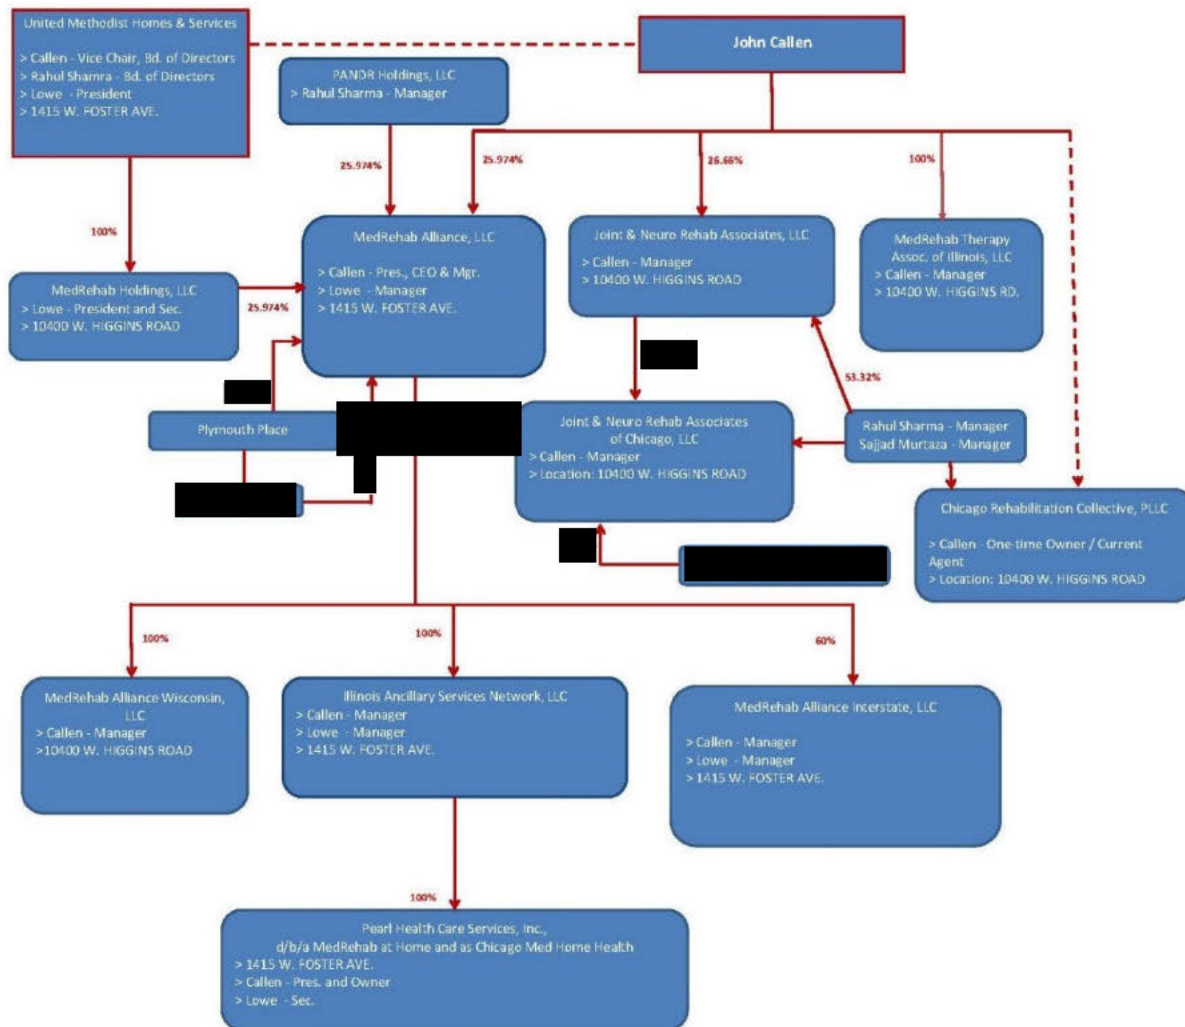 United Methodist Homes & Services
> Callen - Vice Chair, Bd. of Directors
> Rahul Shamra - Bd. of Directors
> Lowe - President
> 1415 W. FOSTER AVE.
John Callen
PANDR Holdings, LLC
> Rahul Sharma - Manager
25.974%
25.974%
26.66%
100%
100%
MedRehab Alliance, LLC
> Callen - Pres., CEO & Mgr.
> Lowe - Manager
> 1415 W. FOSTER AVE.
Joint & Neuro Rehab Associates, LLC
> Callen - Manager
> 10400 W. HIGGINS ROAD
MedRehab Therapy
Assoc. of Illinois, LLC
> Callen - Manager
> 10400 W. HIGGINS RD.
MedRehab Holdings, LLC
> Lowe - President and Sec.
> 10400 W. HIGGINS ROAD
25.974%
53.32%
Plymouth Place
Joint & Neuro Rehab Associates
of Chicago, LLC
> Callen - Manager
> Location: 10400 W. HIGGINS ROAD
Rahul Sharma - Manager
Sajjad Murtaza - Manager
Chicago Rehabilitation Collective, PLLC
> Callen - One-time Owner / Current
Agent
> Location: 10400 W. HIGGINS ROAD
100%
100%
60%
MedRehab Alliance Wisconsin,
LLC
> Callen - Manager
>10400 W. HIGGINS ROAD
Illinois Ancillary Services Network, LLC
> Callen - Manager
> Lowe - Manager
> 1415 W. FOSTER AVE.
MedRehab Alliance Interstate, LLC
> Callen - Manager
> Lowe - Manager
> 1415 W. FOSTER AVE.
100%
Pearl Health Care Services, Inc.,
d/b/a MedRehab at Home and as Chicago Med Home Health
> 1415 W. FOSTER AVE.
> Callen - Pres. and Owner
> Lowe - Sec.